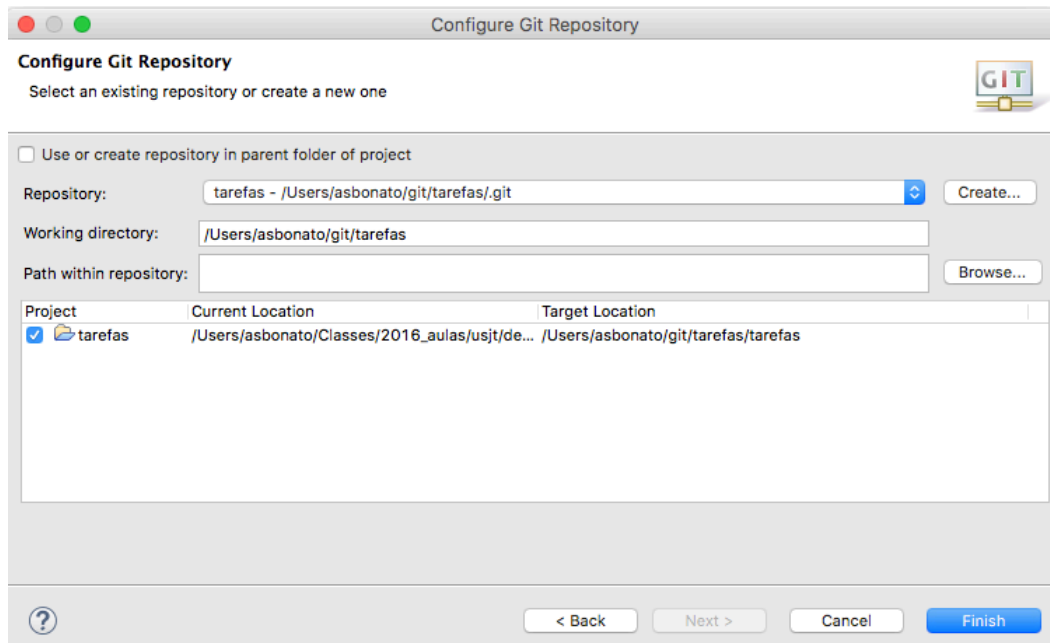 Configure Git Repository
Configure Git Repository
Select an existing repository or create a new one
GIT
Use or create repository in parent folder of project
Repository: tarefas - /Users/asbonato/git/tarefas/.git Create...
Working directory: /Users/asbonato/git/tarefas
Path within repository: Browse...
Project Current Location Target Location
tarefas /Users/asbonato/Classes/2016_aulas/usjt/de... /Users/asbonato/git/tarefas/tarefas
? < Back Next > Cancel Finish